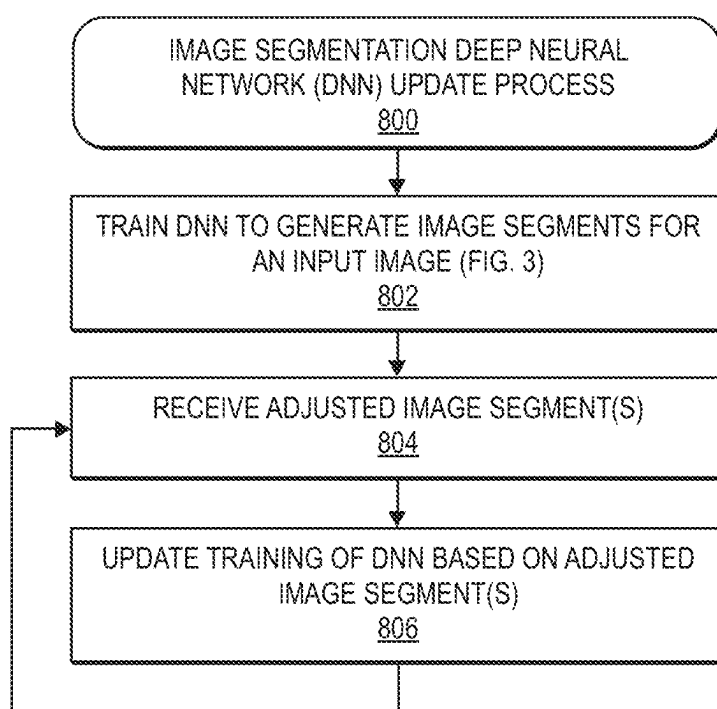 IMAGE SEGMENTATION DEEP NEURAL
NETWORK (DNN) UPDATE PROCESS
800
TRAIN DNN TO GENERATE IMAGE SEGMENTS FOR
AN INPUT IMAGE (FIG. 3)
802
RECEIVE ADJUSTED IMAGE SEGMENT(S)
804
UPDATE TRAINING OF DNN BASED ON ADJUSTED
IMAGE SEGMENT(S)
806